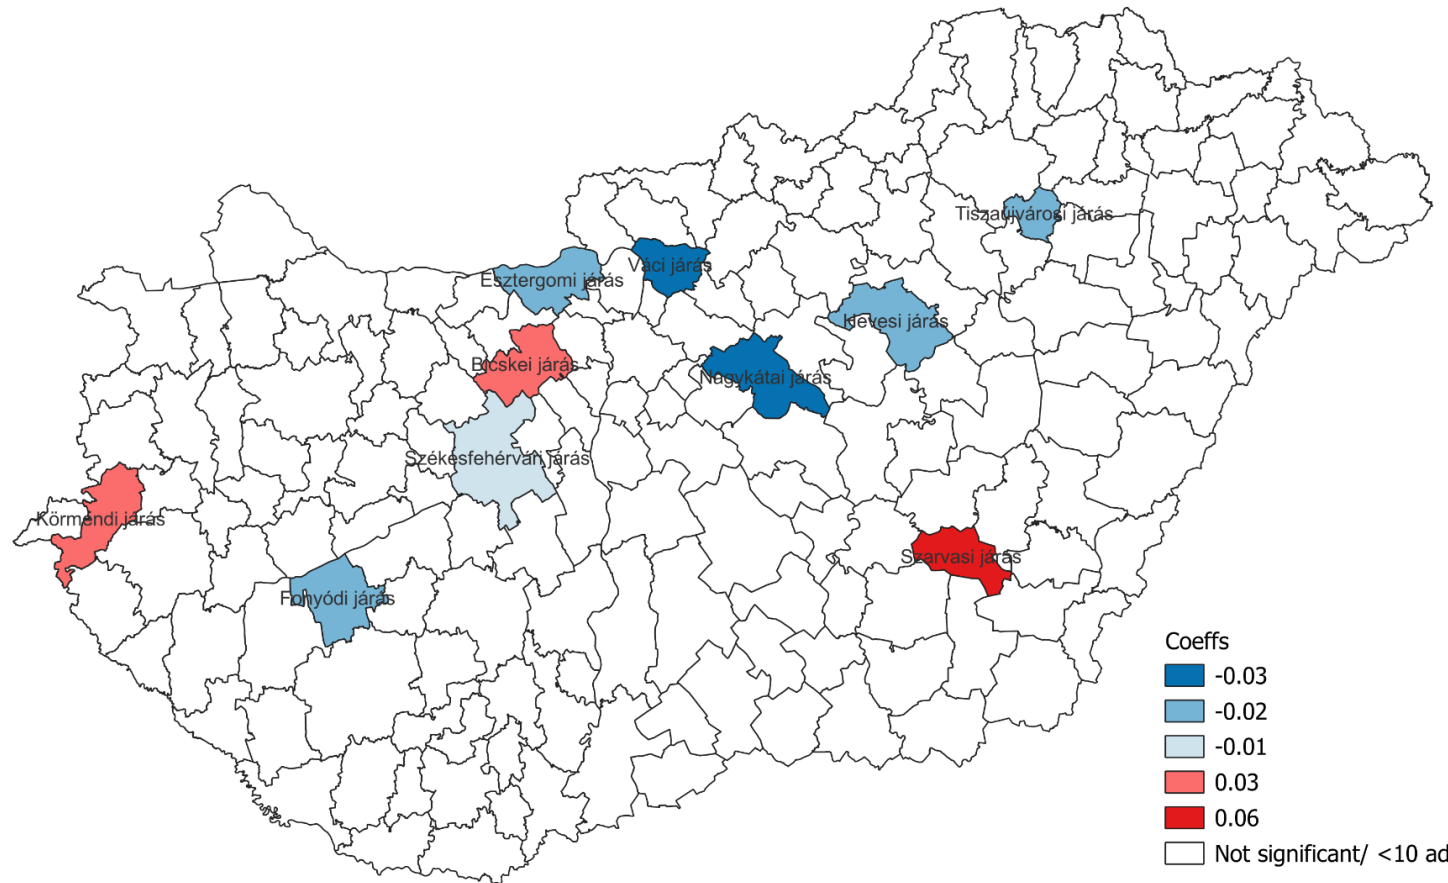 Tiszaújvárosi járás
Váci járás
Esztergomi járás
Hevesi járás
Bicskei járás
Nagykátai járás
Székesfehérvári járás
Körmendi járás
Szarvasi járás
Fonyódi járás
Coeffs
-0.03
-0.02
-0.01
0.03
0.06
Not significant/ <10 ad